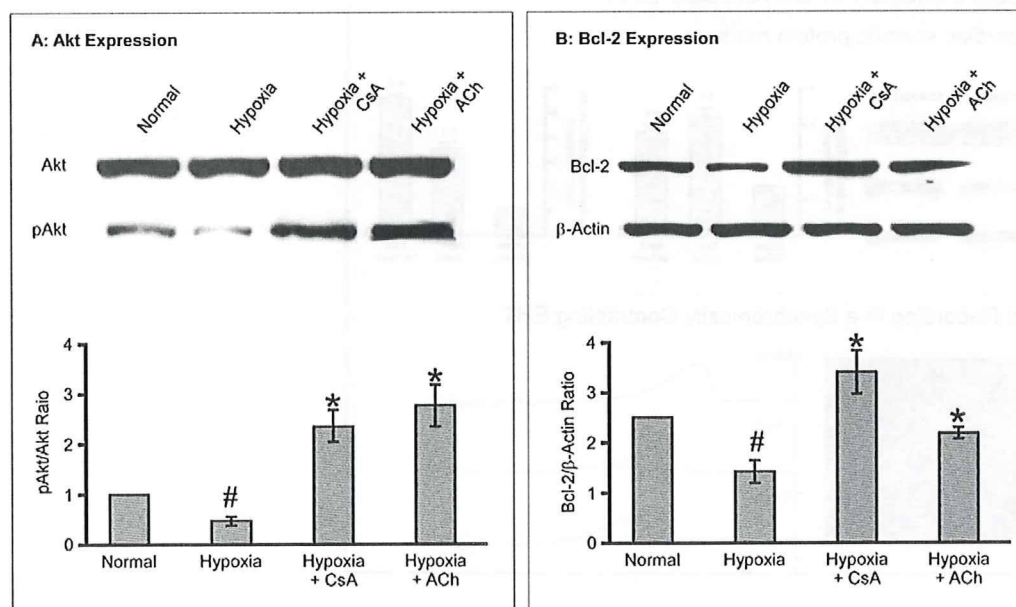 A: Akt Expression
Normal
Hypoxia
Hypoxia +
CsA
Hypoxia +
ACh
Akt
pAkt
pAkt/Akt Raio
4
3
2
1
0
#
*
*
Normal
Hypoxia
Hypoxia
+ CsA
Hypoxia
+ ACh
B: Bcl-2 Expression
Normal
Hypoxia
Hypoxia +
CsA
Hypoxia +
ACh
Bcl-2
β-Actin
Bcl-2/β-Actin Ratio
4
3
2
1
0
#
*
*
Normal
Hypoxia
Hypoxia
+ CsA
Hypoxia
+ ACh